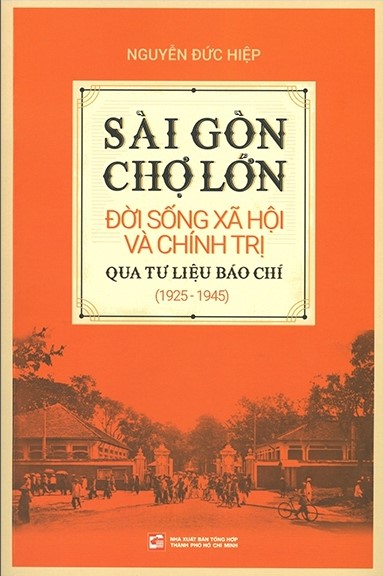 NGUYỄN ĐỨC HIỆP
SÀI GÒN
CHỢ LỚN
ĐỜI SỐNG XÃ HỘI
VÀ CHÍNH TRỊ
QUA TƯ LIỆU BÁO CHÍ
(1925 - 1945)
NHÀ XUẤT BẢN TỔNG HỢP
THÀNH PHỐ HỒ CHÍ MINH